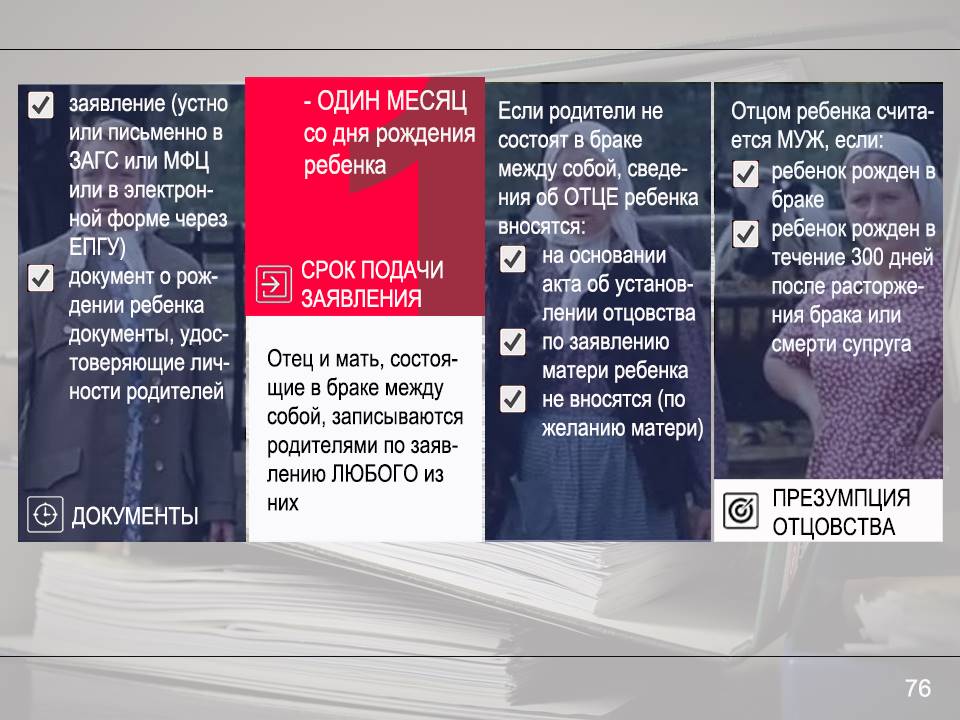 заявление (устно
или письменно в
ЗАГС или МФЦ
или в электрон-
ной форме через
ЕПГУ)
документ о рож-
дении ребенка
документы, удос-
товеряющие лич-
ности родителей
ДОКУМЕНТЫ
1
- ОДИН МЕСЯЦ
со дня рождения
ребенка
СРОК ПОДАЧИ
ЗАЯВЛЕНИЯ
Отец и мать, состоя-
щие в браке между
собой, записываются
родителями по заяв-
лению ЛЮБОГО из
них
Если родители не
состоят в браке
между собой, сведе-
ния об ОТЦЕ ребенка
вносятся:
на основании
акта об установ-
лении отцовства
по заявлению
матери ребенка
не вносятся (по
желанию матери)
Отцом ребенка счита-
ется МУЖ, если:
ребенок рожден в
браке
ребенок рожден в
течение 300 дней
после расторже-
ния брака или
смерти супруга
ПРЕЗУМПЦИЯ
ОТЦОВСТВА
76